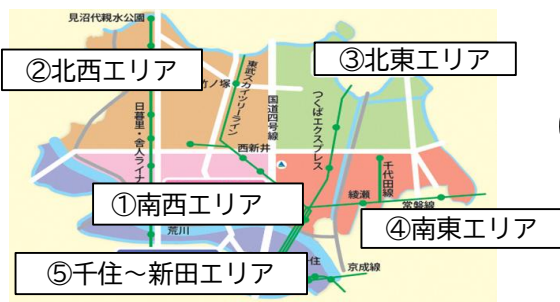 見沼代親水公園
②北西エリア
③北東エリア
竹ノ塚
東武スカイツリーライン
国道四号線
つくばエクスプレス
日暮里・舎人ライナ
西新井
千代田線
綾瀬
常磐線
①南西エリア
④南東エリア
荒川
⑤千住～新田エリア
住
京成線